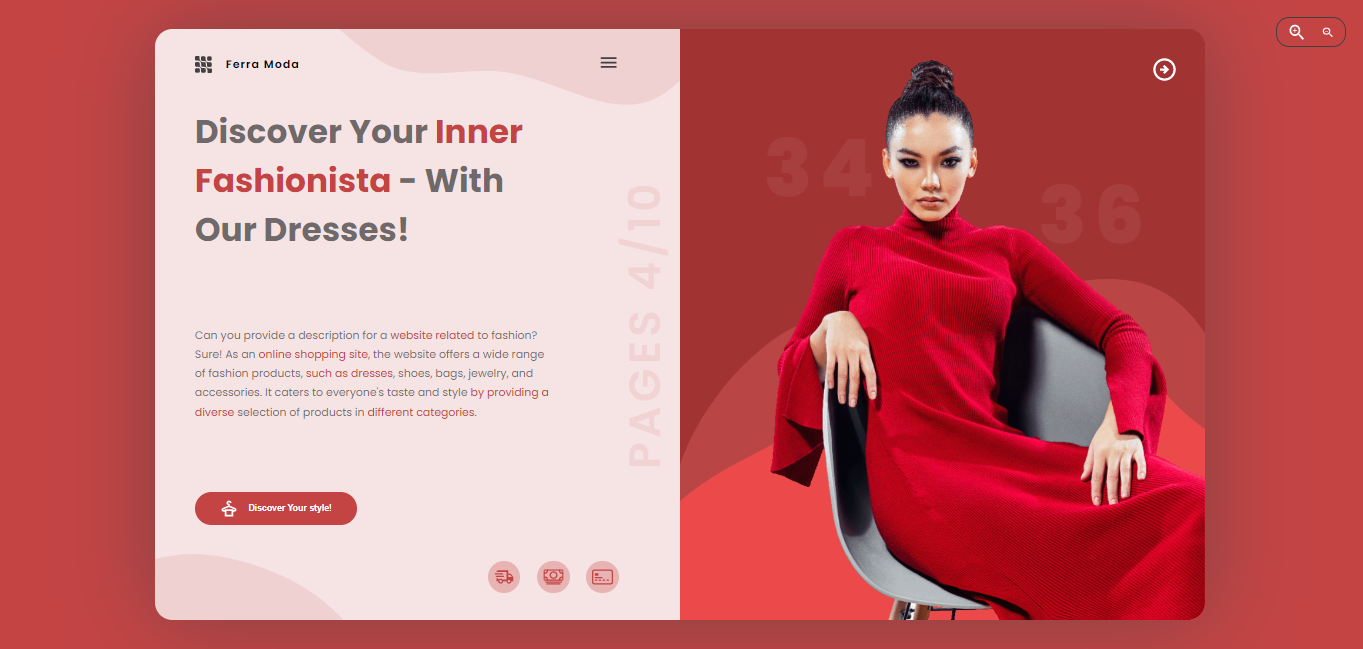 Ferra Moda
Discover Your Inner
Fashionista - With
Our Dresses!
Can you provide a description for a website related to fashion?
Sure! As an online shopping site, the website offers a wide range
of fashion products, such as dresses, shoes, bags, jewelry, and
accessories. It caters to everyone's taste and style by providing a
diverse selection of products in different categories.
Discover Your style!
PAGES 4/10
34
36